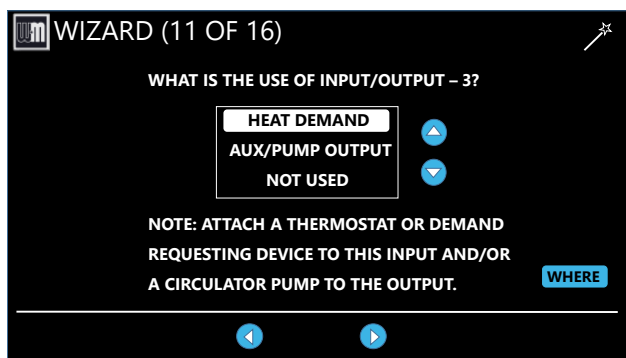 WM WIZARD (11 OF 16)
WHAT IS THE USE OF INPUT/OUTPUT – 3?
HEAT DEMAND
AUX/PUMP OUTPUT
NOT USED
NOTE: ATTACH A THERMOSTAT OR DEMAND
REQUESTING DEVICE TO THIS INPUT AND/OR
A CIRCULATOR PUMP TO THE OUTPUT.
WHERE